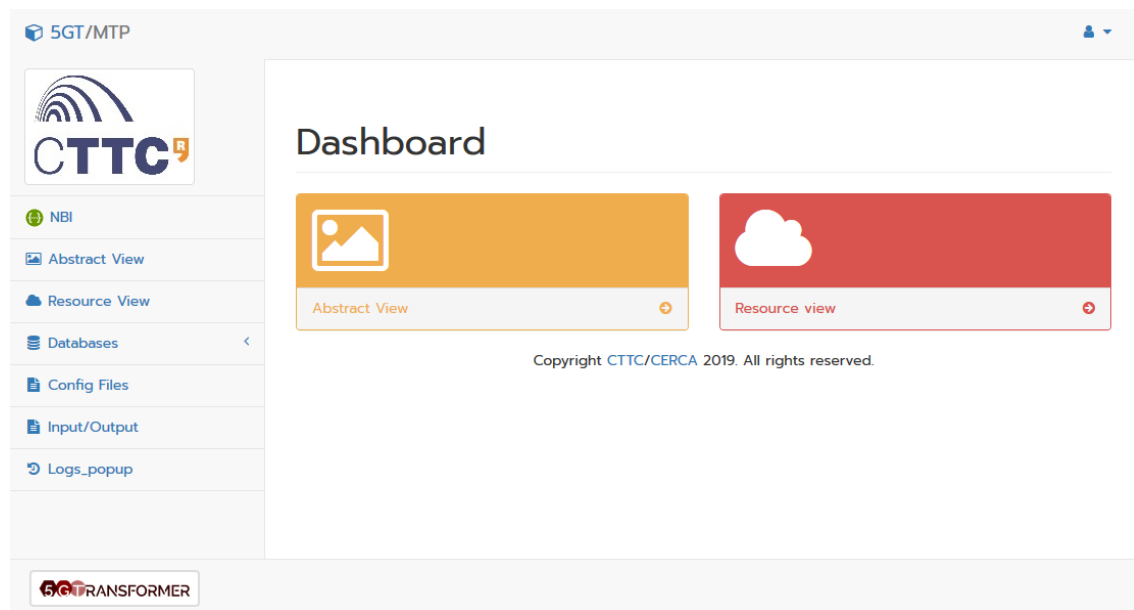 5GT/MTP
CTTC R
NBI
Abstract View
Resource View
Databases
Config Files
Input/Output
Logs_popup
Dashboard
Abstract View
Resource view
Copyright CTTC/CERCA 2019. All rights reserved.
5GTRANSFORMER